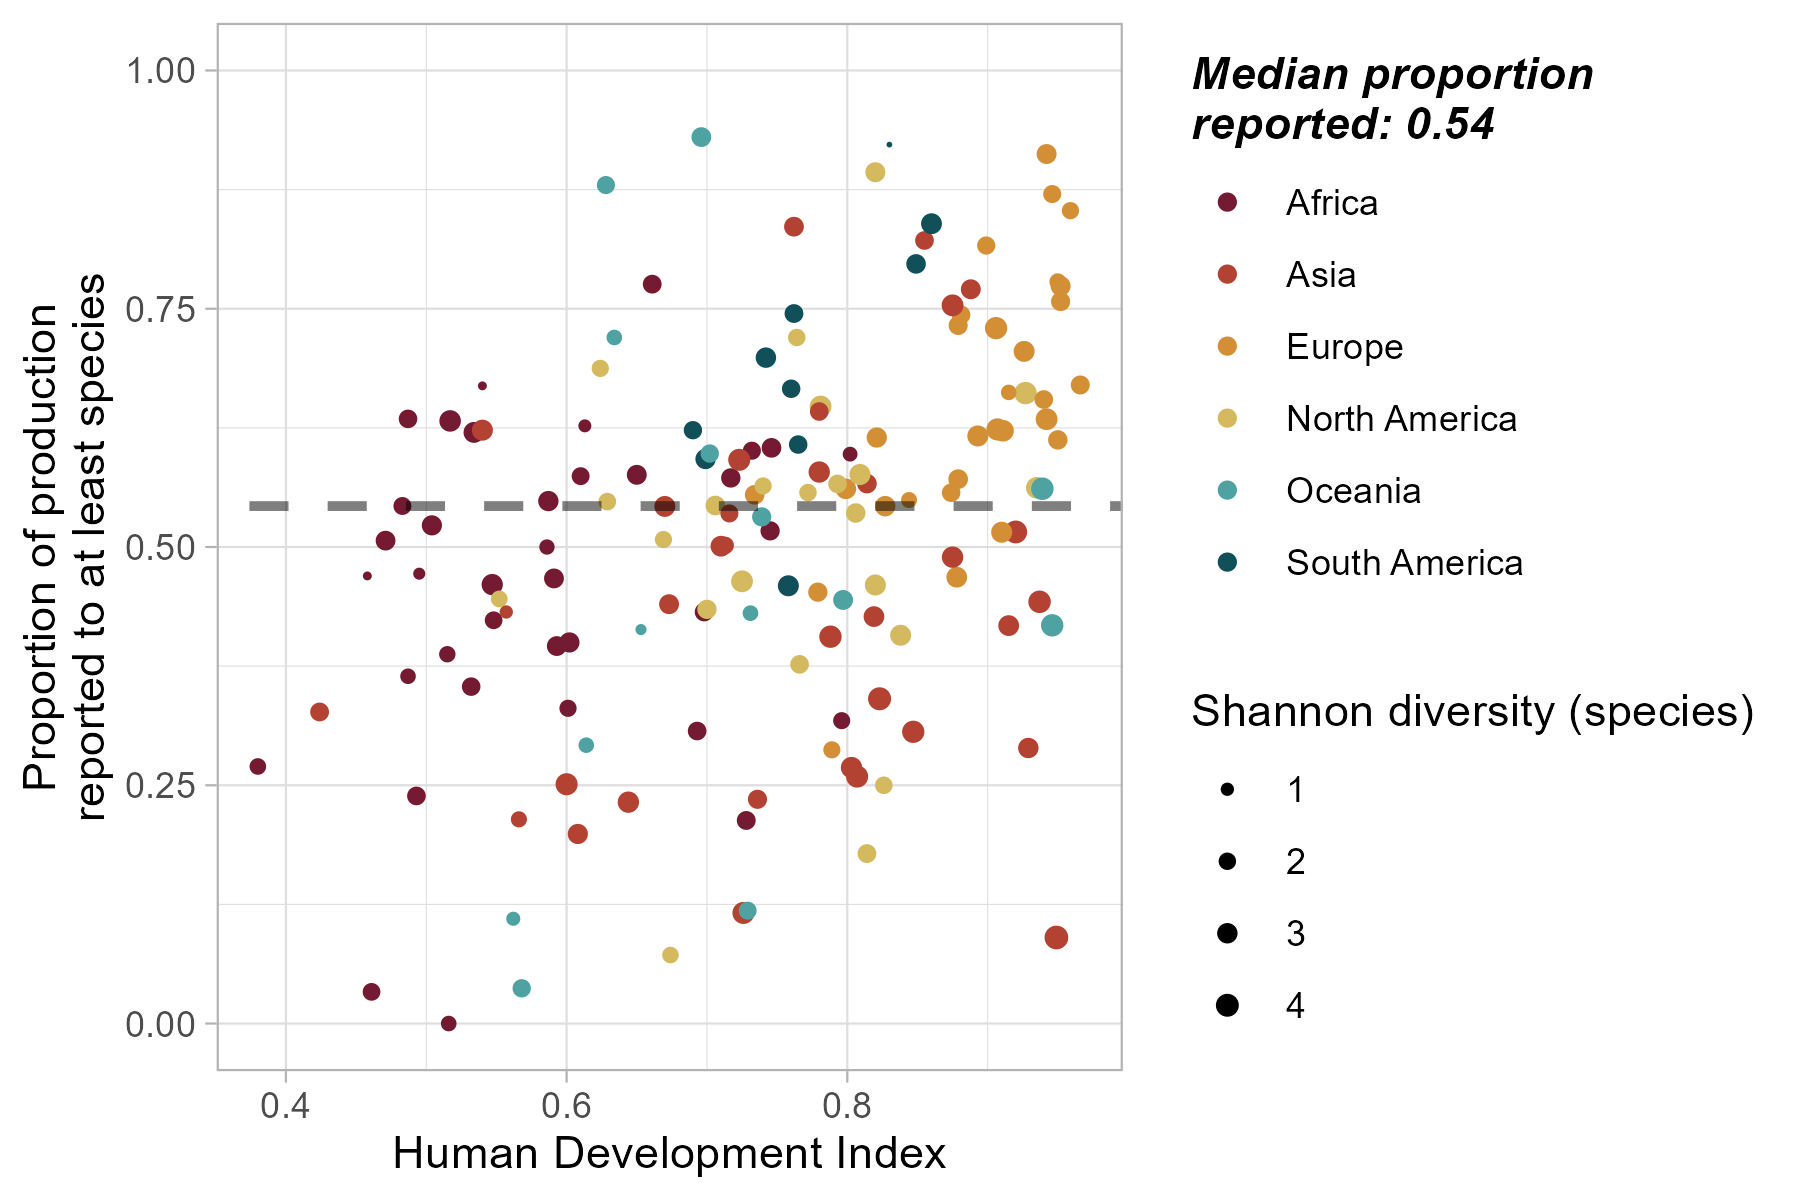 Proportion of production
reported to at least species
1.00
0.75
0.50
0.25
0.00
0.4
0.6
0.8
Human Development Index
Median proportion
reported: 0.54
Africa
Asia
Europe
North America
Oceania
South America
Shannon diversity (species)
1
2
3
4